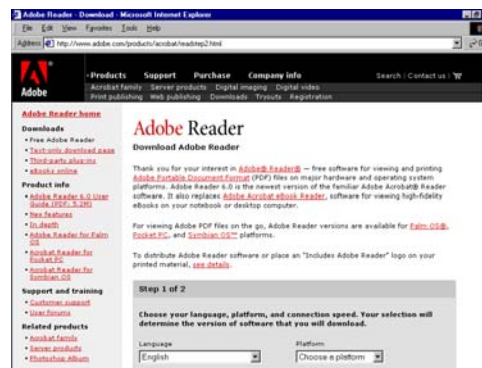 Adobe Reader - Download - Microsoft Internet Explorer
File Edit View Favorites Tools Help
Address http://www.adobe.com/products/acrobat/readstep2.html
Adobe
Products Support Purchase Company info Search | Contact us |
Acrobat family Server products Digital imaging Digital video
Print publishing Web publishing Downloads Tryouts Registration
Adobe Reader home
Downloads
• Free Adobe Reader
• Text-only download page
• Third-party plug-ins
• eBooks online
Product info
• Adobe Reader 6.0 User
Guide (PDF: 5.2M)
• New features
• In depth
• Adobe Reader for Palm
OS
• Acrobat Reader for
Pocket PC
• Acrobat Reader for
Symbian OS
Support and training
• Customer support
• User forums
Related products
• Acrobat family
• Server products
• Photoshop Album
Adobe Reader
Download Adobe Reader
Thank you for your interest in Adobe® Reader® — free software for viewing and printing
Adobe Portable Document Format (PDF) files on major hardware and operating system
platforms. Adobe Reader 6.0 is the newest version of the familiar Adobe Acrobat® Reader
software. It also replaces Adobe Acrobat eBook Reader, software for viewing high-fidelity
eBooks on your notebook or desktop computer.
For viewing Adobe PDF files on the go, Adobe Reader versions are available for Palm OS®,
Pocket PC, and Symbian OS™ platforms.
To distribute Adobe Reader software or place an "Includes Adobe Reader" logo on your
printed material, see details.
Step 1 of 2
Choose your language, platform, and connection speed. Your selection will
determine the version of software that you will download.
Language Platform
English Choose a platform